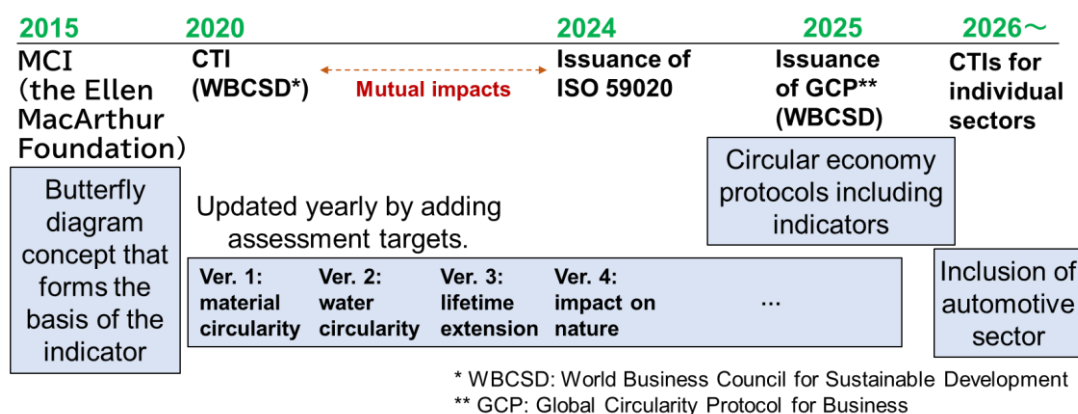 2015
2020
2024
2025
2026～
MCI
(the Ellen
MacArthur
Foundation)
CTI
(WBCSD*)
Mutual impacts
Issuance of
ISO 59020
Issuance
of GCP**
(WBCSD)
CTIs for
individual
sectors
Butterfly
diagram
concept that
forms the
basis of the
indicator
Updated yearly by adding
assessment targets.
Ver. 1:
material
circularity
Ver. 2:
water
circularity
Ver. 3:
lifetime
extension
Ver. 4:
impact on
nature
...
Circular economy
protocols including
indicators
Inclusion of
automotive
sector
* WBCSD: World Business Council for Sustainable Development
** GCP: Global Circularity Protocol for Business